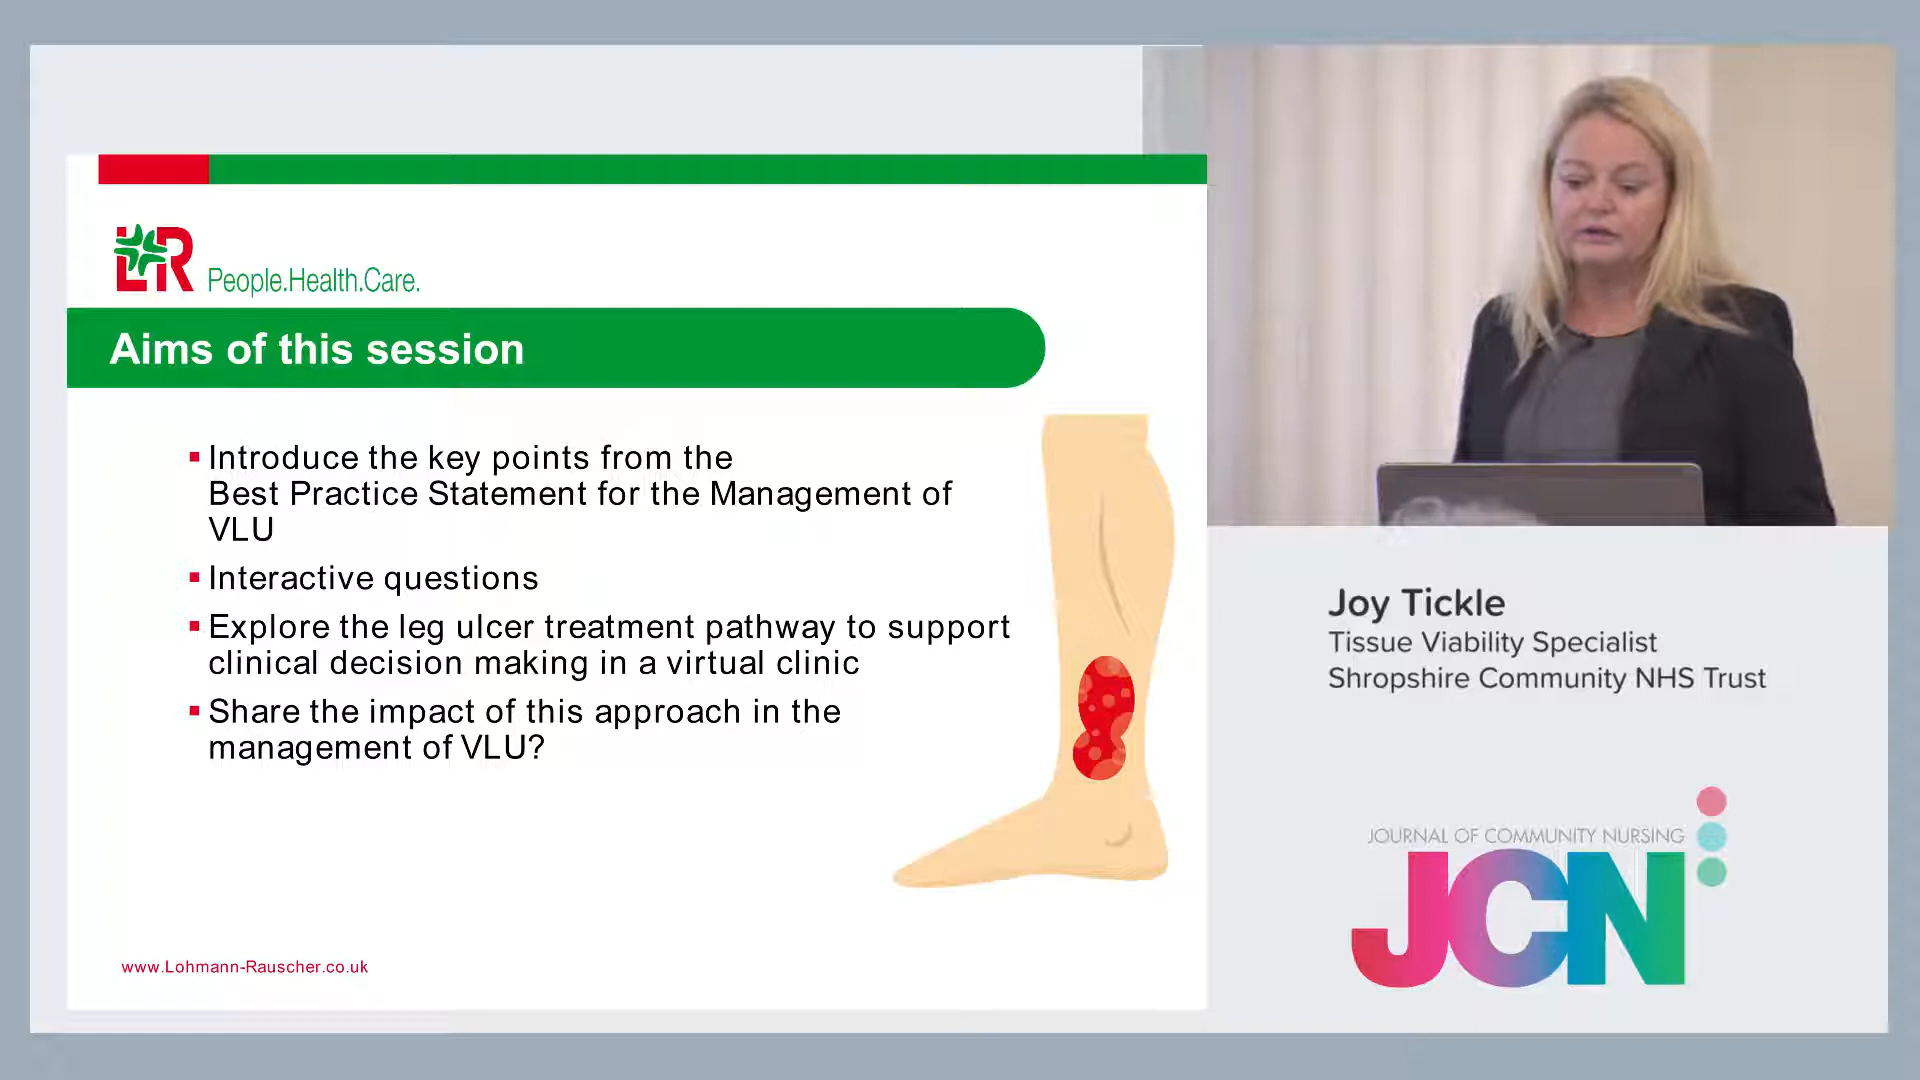 LR People.Health.Care.
Aims of this session
Introduce the key points from the
Best Practice Statement for the Management of
VLU
Interactive questions
Explore the leg ulcer treatment pathway to support
clinical decision making in a virtual clinic
Share the impact of this approach in the
management of VLU?
www.Lohmann-Rauscher.co.uk
Joy Tickle
Tissue Viability Specialist
Shropshire Community NHS Trust
JOURNAL OF COMMUNITY NURSING
JCN